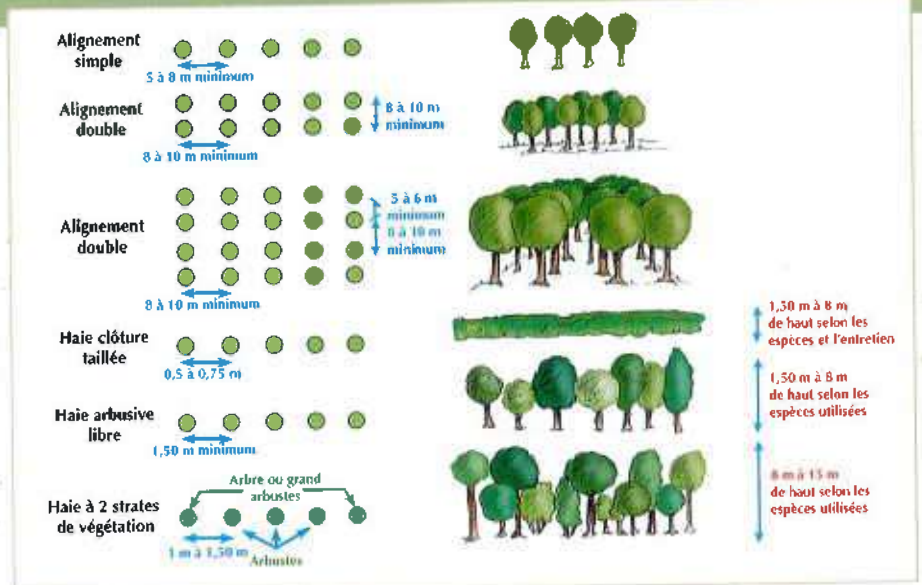 Alignement
simple
5 à 8 m minimum
Alignement
double
8 à 10 m
minimum
8 à 10 m minimum
Alignement
double
5 à 6 m
minimum
8 à 10 m
minimum
8 à 10 m minimum
Haie clôture
taillée
0,5 à 0,75 m
1,50 m à 8 m
de haut selon les
espèces et l'entretien
Haie arbusive
libre
1,50 m minimum
1,50 m à 8 m
de haut selon les
espèces utilisées
Haie à 2 strates
de végétation
Arbre ou grand
arbustes
1 m à 1,50 m
Arbustes
8 m à 15 m
de haut selon les
espèces utilisées